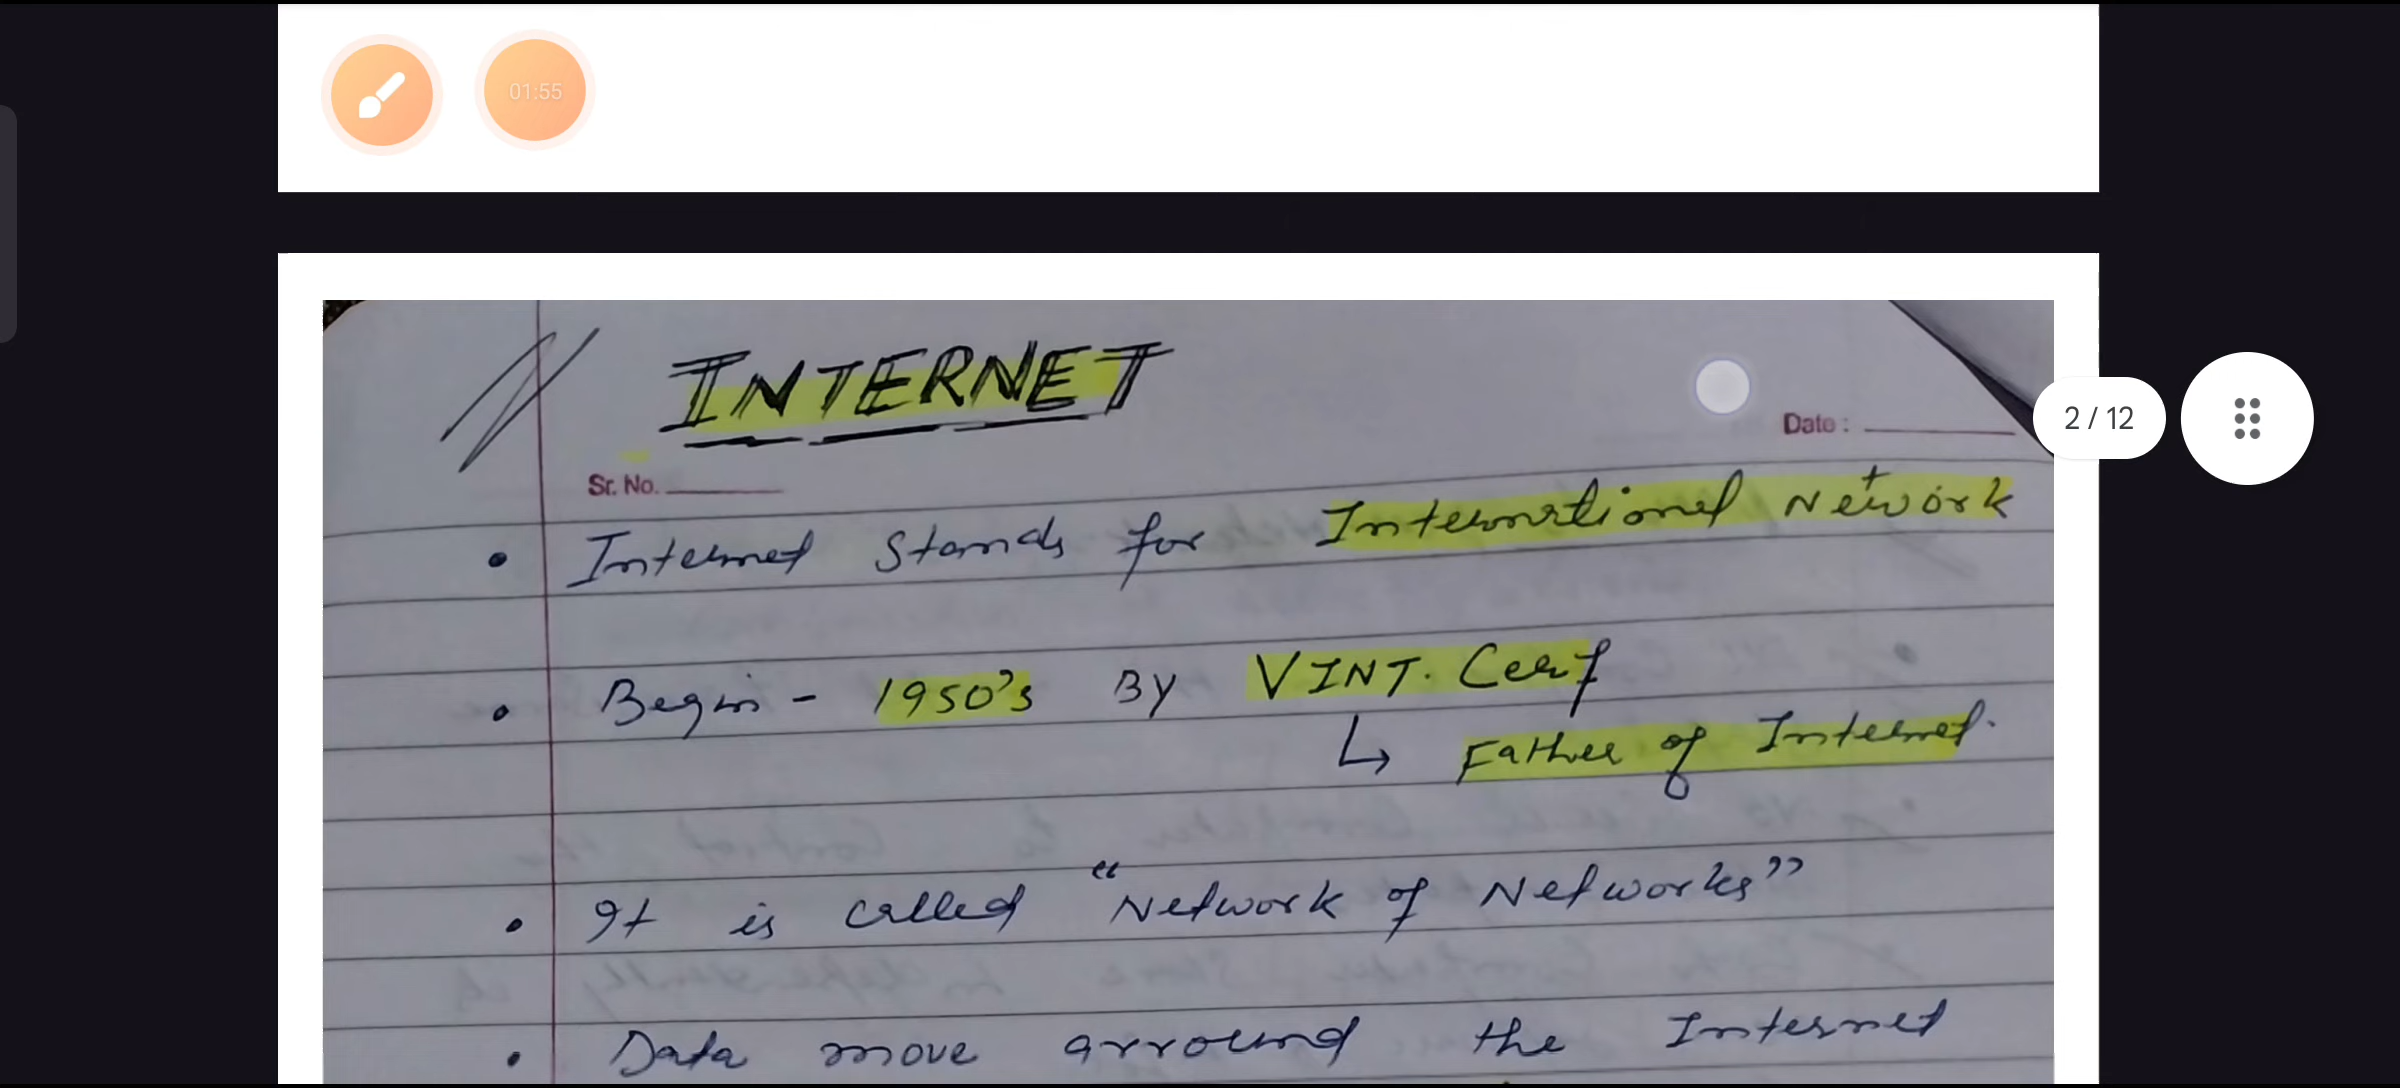 01:55
INTERNET
2 / 12
Date :
Sr. No.
• Internet Stands for International Network
• Begin - 1950's By VINT. Cerf
↳ Father of Internet.
• It is called "Network of Networks"
• Data move arround the Internet